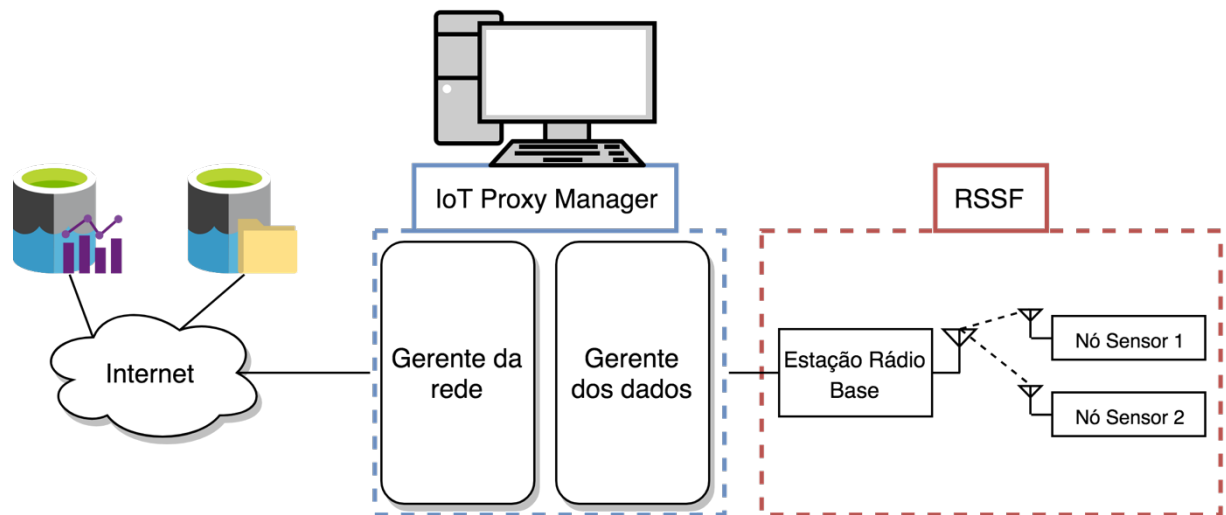 IoT Proxy Manager
RSSF
Internet
Gerente da
rede
Gerente
dos dados
Estação Rádio
Base
Nó Sensor 1
Nó Sensor 2